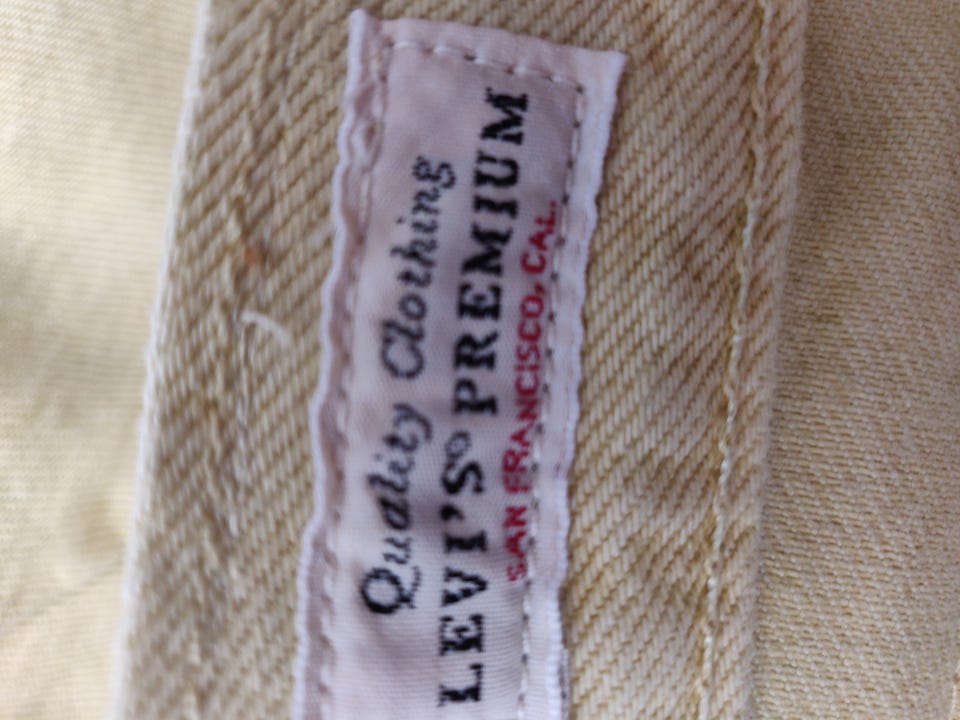 Quality Clothing
LEVI'S® PREMIUM
SAN FRANCISCO, CAL.